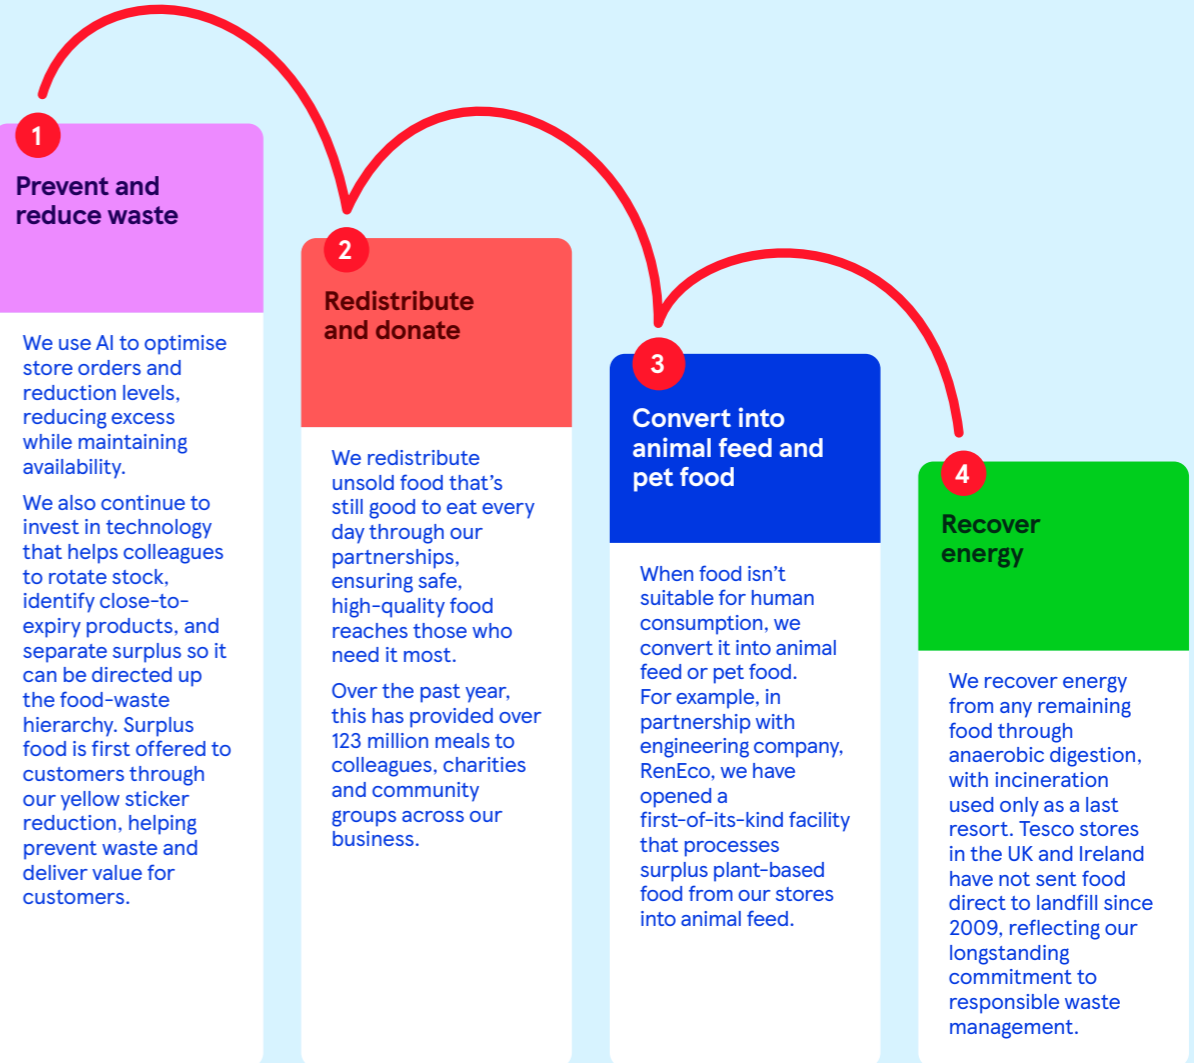 1
Prevent and
reduce waste
We use AI to optimise
store orders and
reduction levels,
reducing excess
while maintaining
availability.
We also continue to
invest in technology
that helps colleagues
to rotate stock,
identify close-to-
expiry products, and
separate surplus so it
can be directed up
the food-waste
hierarchy. Surplus
food is first offered to
customers through
our yellow sticker
reduction, helping
prevent waste and
deliver value for
customers.
2
Redistribute
and donate
We redistribute
unsold food that’s
still good to eat every
day through our
partnerships,
ensuring safe,
high-quality food
reaches those who
need it most.
Over the past year,
this has provided over
123 million meals to
colleagues, charities
and community
groups across our
business.
3
Convert into
animal feed and
pet food
When food isn’t
suitable for human
consumption, we
convert it into animal
feed or pet food.
For example, in
partnership with
engineering company,
RenEco, we have
opened a
first-of-its-kind facility
that processes
surplus plant-based
food from our stores
into animal feed.
4
Recover
energy
We recover energy
from any remaining
food through
anaerobic digestion,
with incineration
used only as a last
resort. Tesco stores
in the UK and Ireland
have not sent food
direct to landfill since
2009, reflecting our
longstanding
commitment to
responsible waste
management.